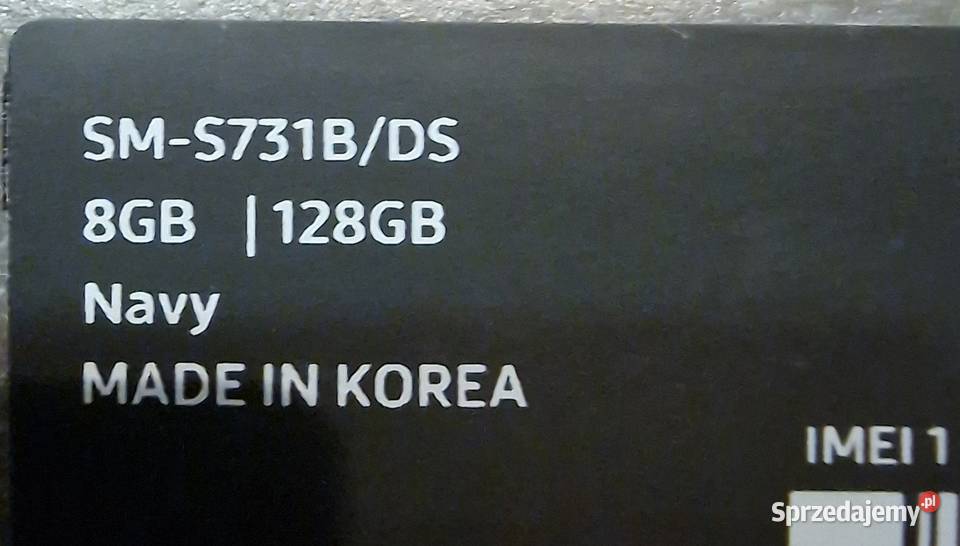 SM-S731B/DS
8GB | 128GB
Navy
MADE IN KOREA
IMEI 1
Sprzedajemy.pl